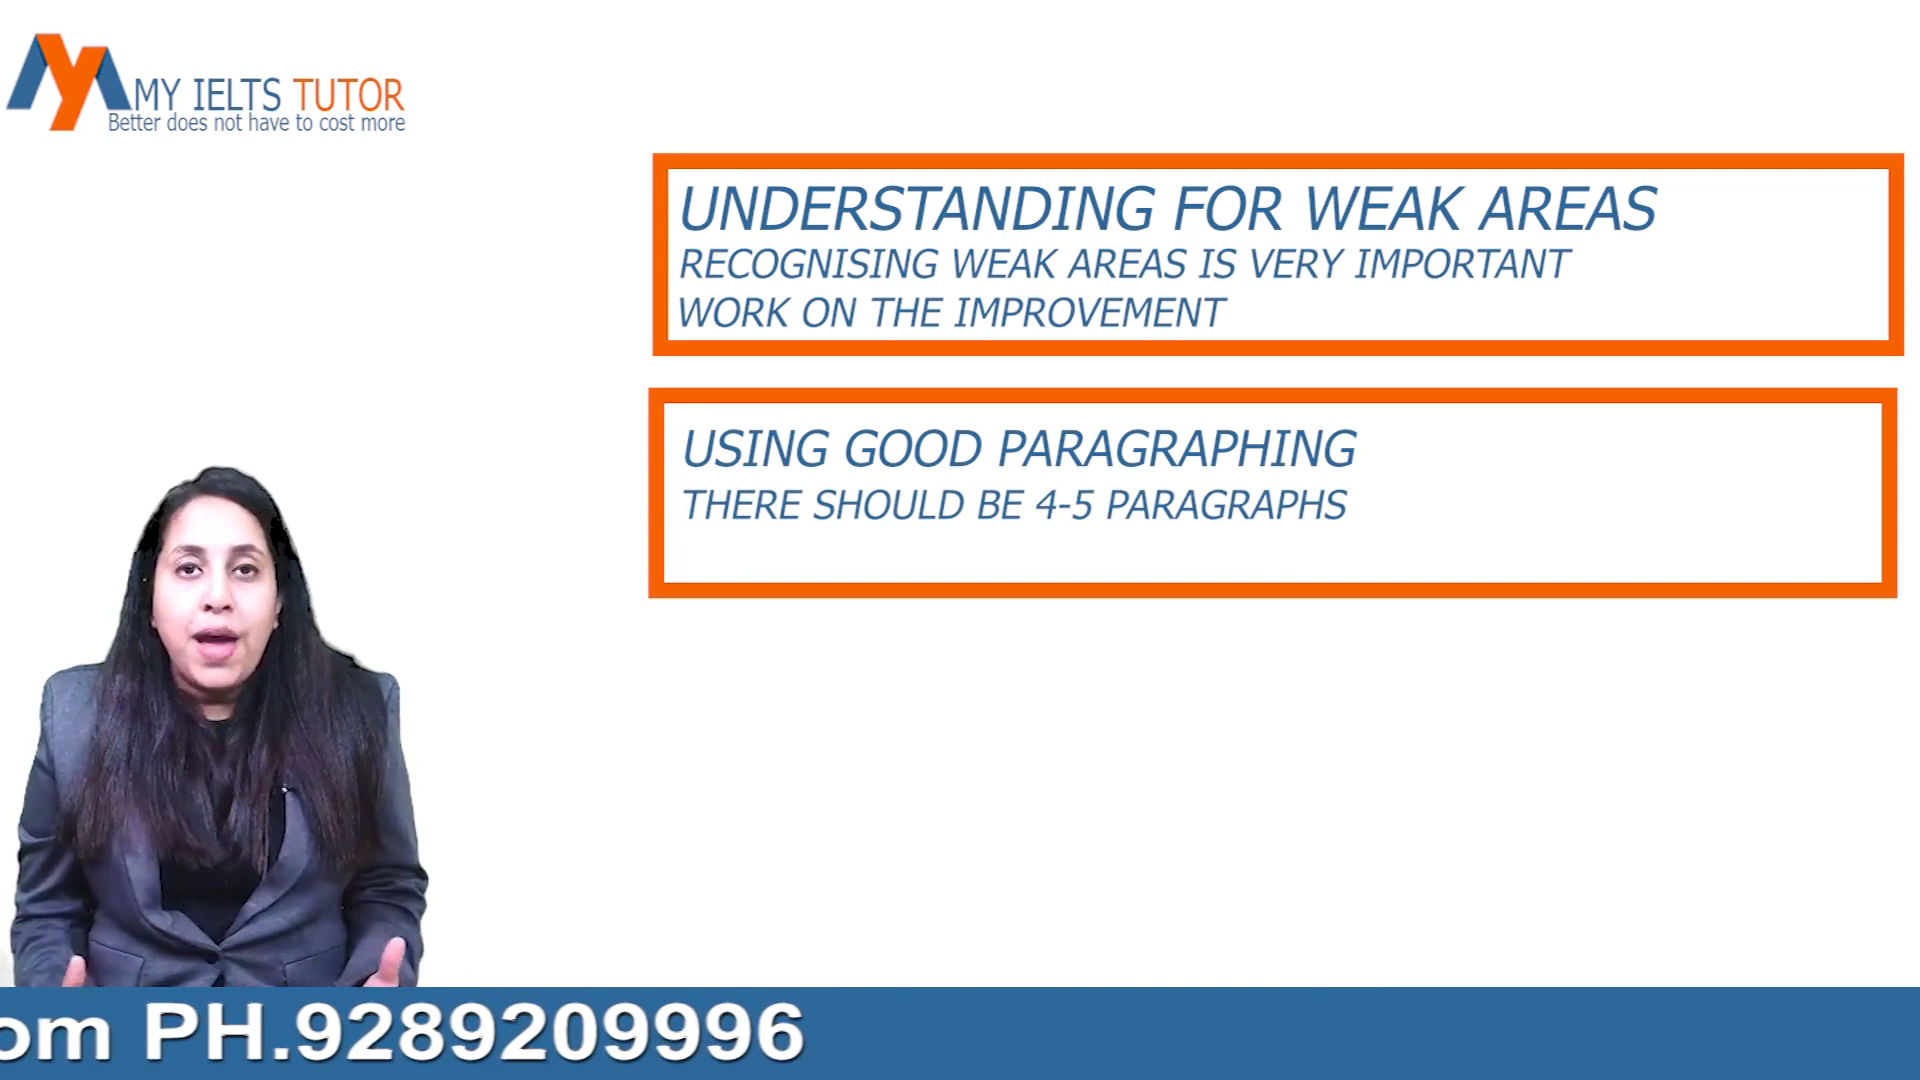 MY IELTS TUTOR
Better does not have to cost more
UNDERSTANDING FOR WEAK AREAS
RECOGNISING WEAK AREAS IS VERY IMPORTANT
WORK ON THE IMPROVEMENT
USING GOOD PARAGRAPHING
THERE SHOULD BE 4-5 PARAGRAPHS
om PH.9289209996